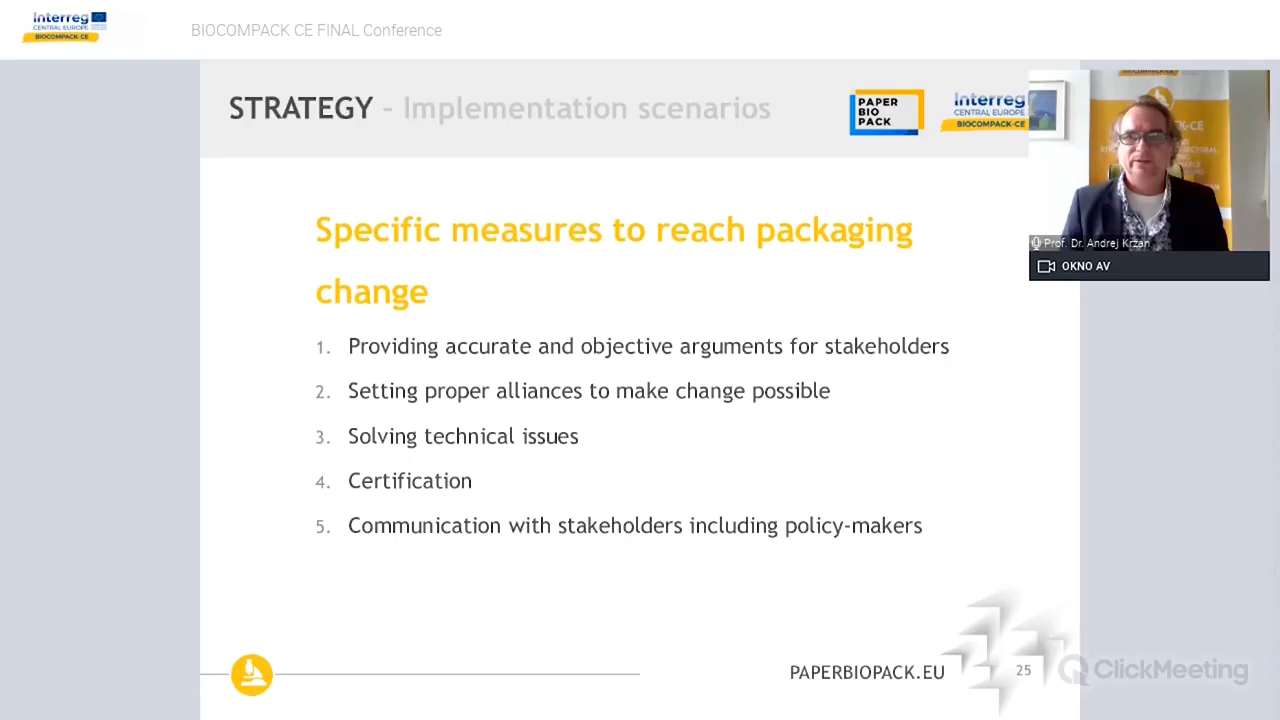 Interreg
CENTRAL EUROPE
BIOCOMPACK-CE
BIOCOMPACK CE FINAL Conference
STRATEGY – Implementation scenarios
PAPER
BIO
PACK
Interreg
CENTRAL EUROPE
BIOCOMPACK-CE
Prof. Dr. Andrej Kržan
OKNO AV
Specific measures to reach packaging
change
1. Providing accurate and objective arguments for stakeholders
2. Setting proper alliances to make change possible
3. Solving technical issues
4. Certification
5. Communication with stakeholders including policy-makers
PAPERBIOPACK.EU
25
ClickMeeting